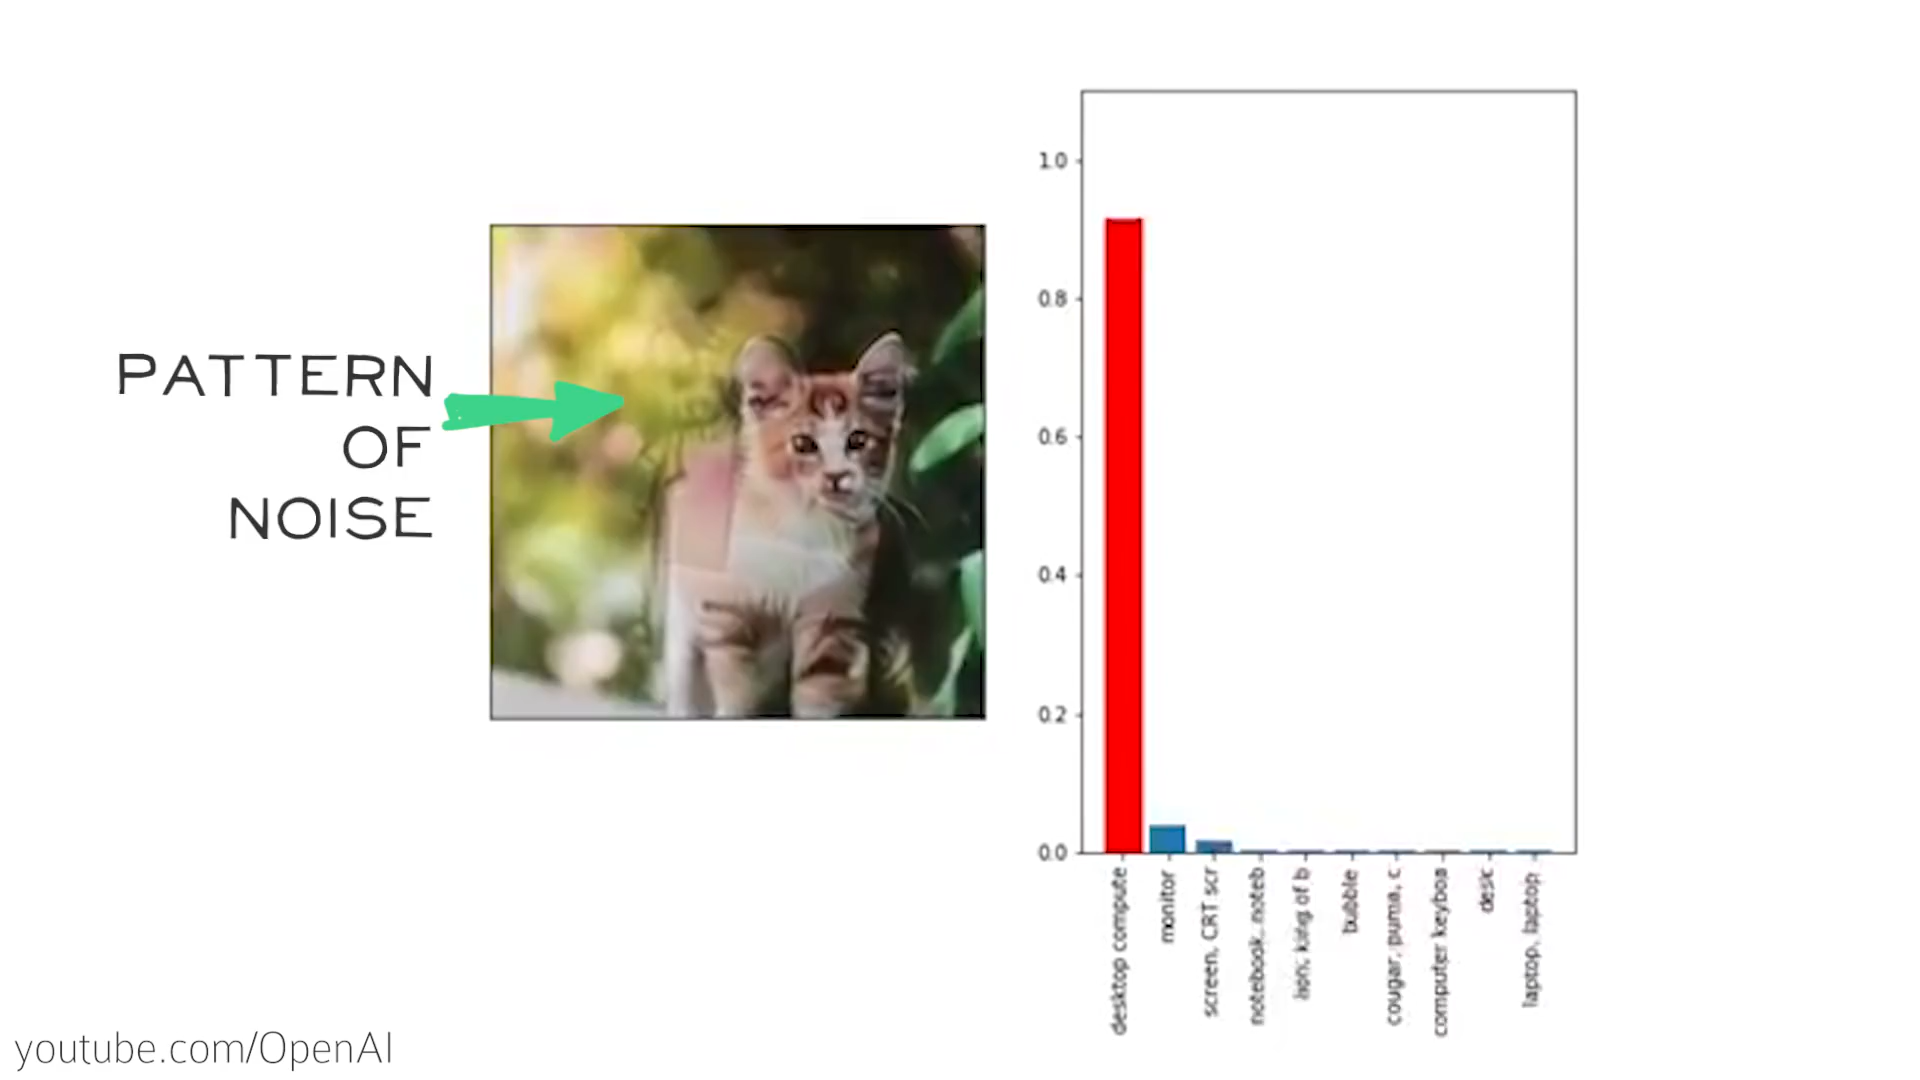 PATTERN
OF
NOISE
1.0
0.8
0.6
0.4
0.2
0.0
desktop compute
monitor
screen, CRT scr
notebook, noteb
lion, king of b
bubble
cougar, puma, c
computer keyboa
desk
laptop, laptop
youtube.com/OpenAI